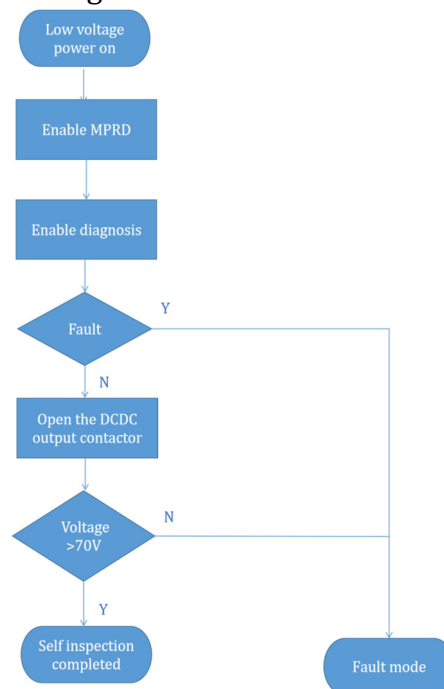 Low voltage
power on
Enable MPRD
Enable diagnosis
Fault
Y
N
Open the DCDC
output contactor
Voltage
>70V
N
Y
Self inspection
completed
Fault mode